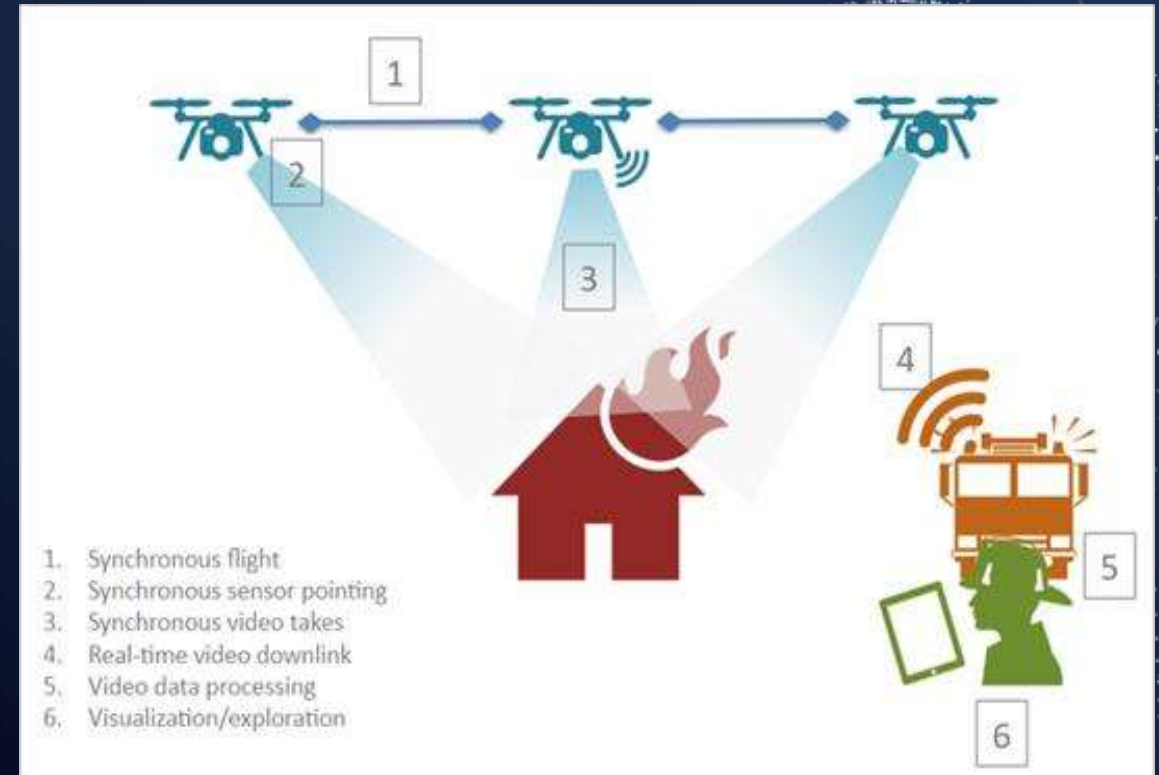 1
2
3
4
5
6
1. Synchronous flight
2. Synchronous sensor pointing
3. Synchronous video takes
4. Real-time video downlink
5. Video data processing
6. Visualization/exploration